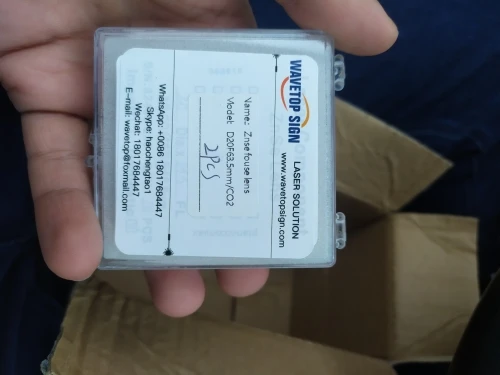 WAVETOP SIGN
LASER SOLUTION
www.wavetopsign.com
Name: Znse fouse lens
Model: D20F63.5mm/CO2
2PCS
WhatsApp: +0086 18017684447
Skype: haochengtao1
Wechat: 18017684447
E-mail: wavetop@foxmail.com